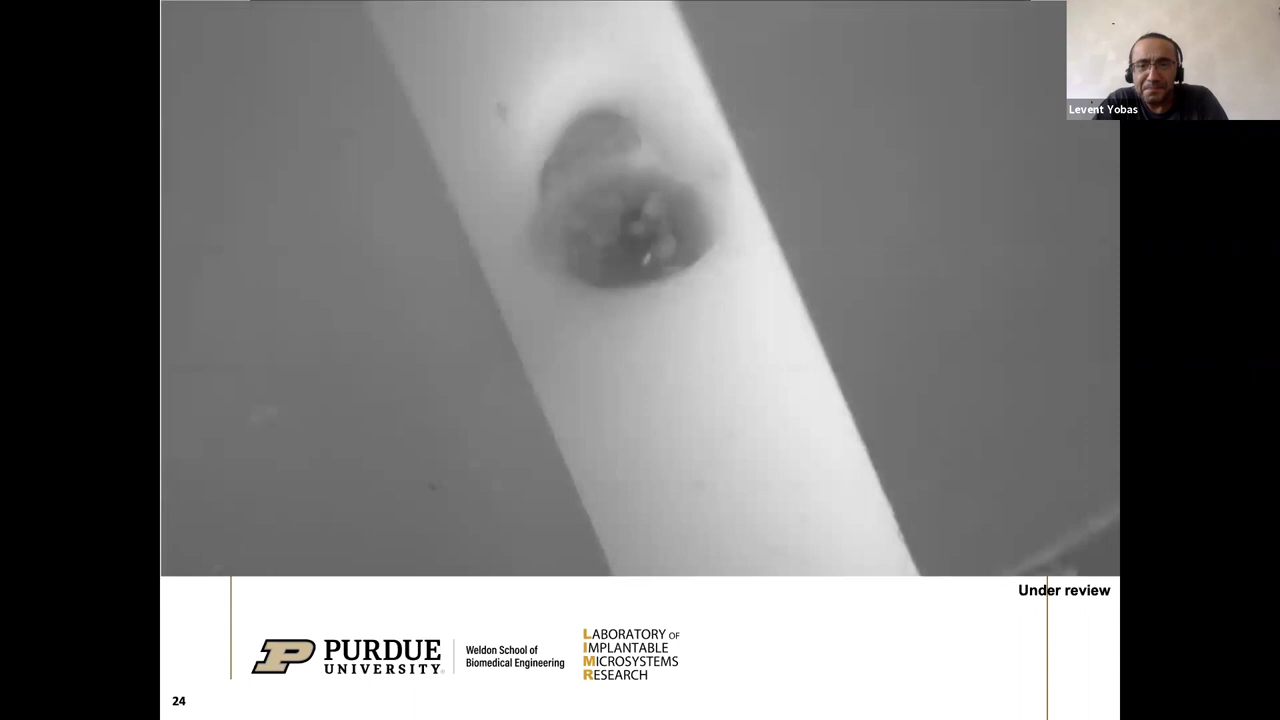 Levent Yobas
Under review
PURDUE
UNIVERSITY
Weldon School of
Biomedical Engineering
LABORATORY OF
IMPLANTABLE
MICROSYSTEMS
RESEARCH
24